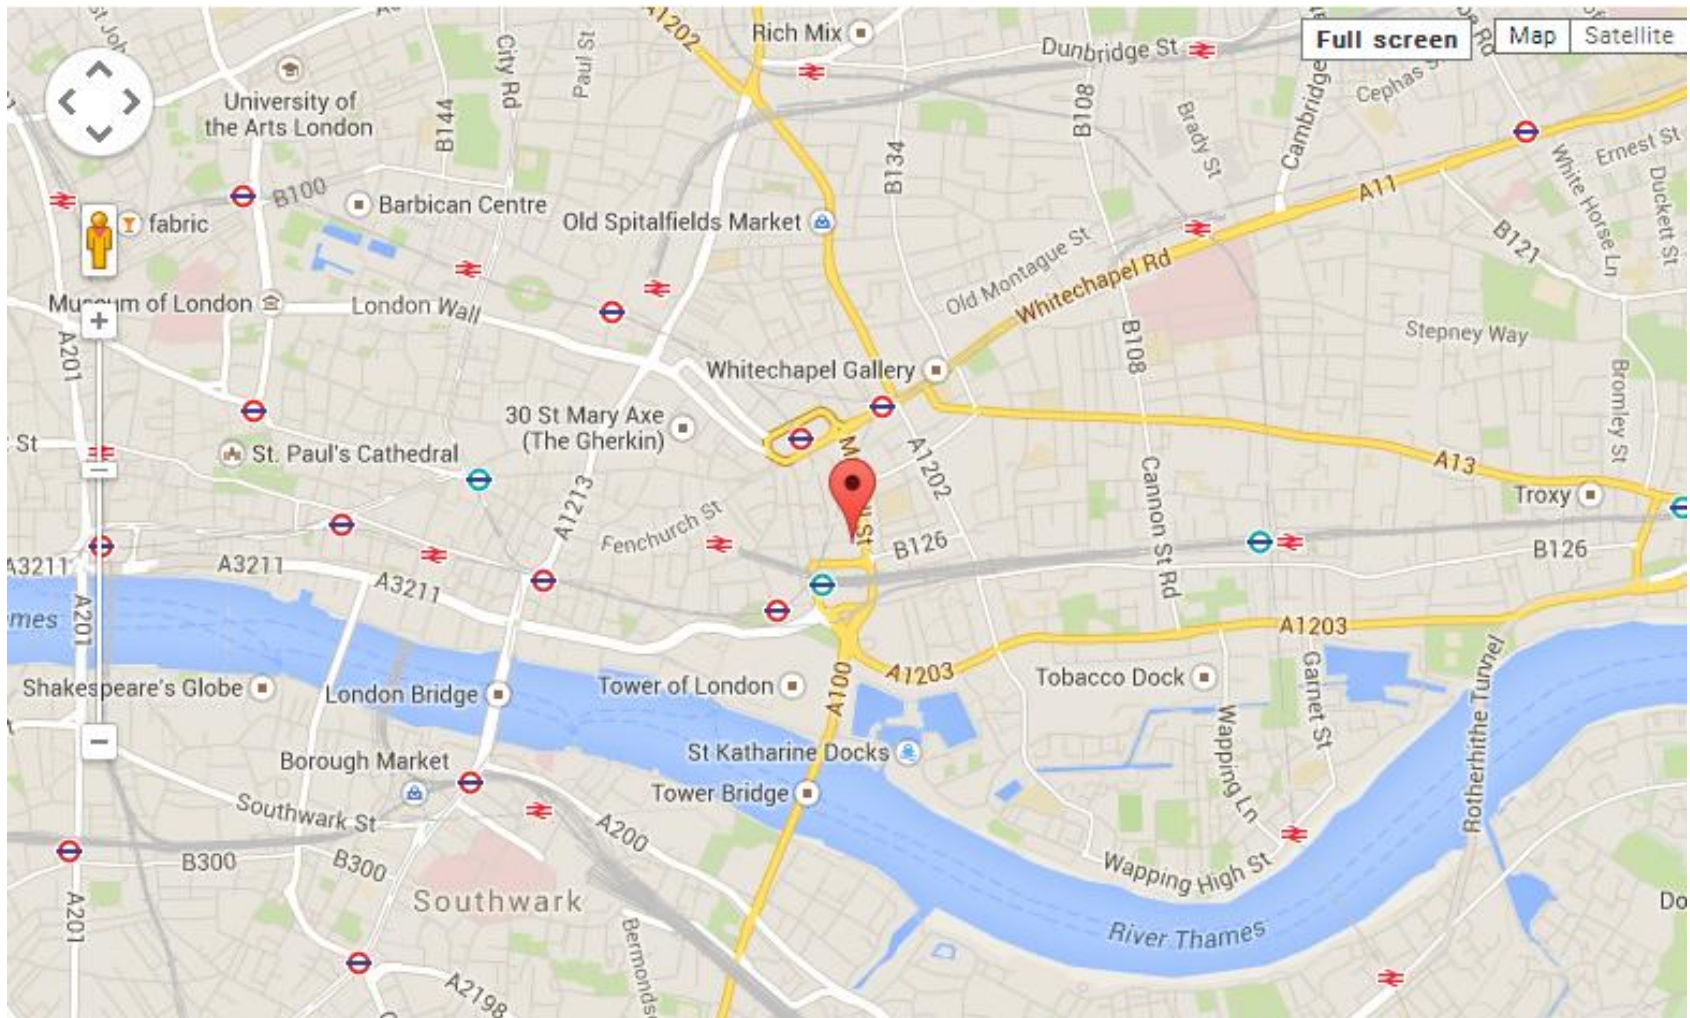 Rich Mix
Dunbridge St
Full screen
Map
Satellite
A1202
City Rd
Paul St
B144
B108
B134
Brady St
Cephas St
Cambridge
University of
the Arts London
White Horse Ln
Ernest St
Duckett St
A11
B121
B100
Barbican Centre
fabric
Old Spitalfields Market
Old Montague St
Whitechapel Rd
Museum of London
London Wall
A201
Stepney Way
B108
Whitechapel Gallery
Bromley St
30 St Mary Axe
(The Gherkin)
St
St. Paul's Cathedral
A1202
A13
Cannon St Rd
Troxy
A1213
Fenchurch St
St
B126
B126
A3211
A3211
A3211
A201
A1203
A1203
Garnet St
Rotherhithe Tunnel
Shakespeare's Globe
London Bridge
Tower of London
A100
Tobacco Dock
Wapping Ln
St Katharine Docks
Borough Market
Tower Bridge
Southwark St
A200
B300
B300
Wapping High St
Southwark
A201
River Thames
Do
A2198